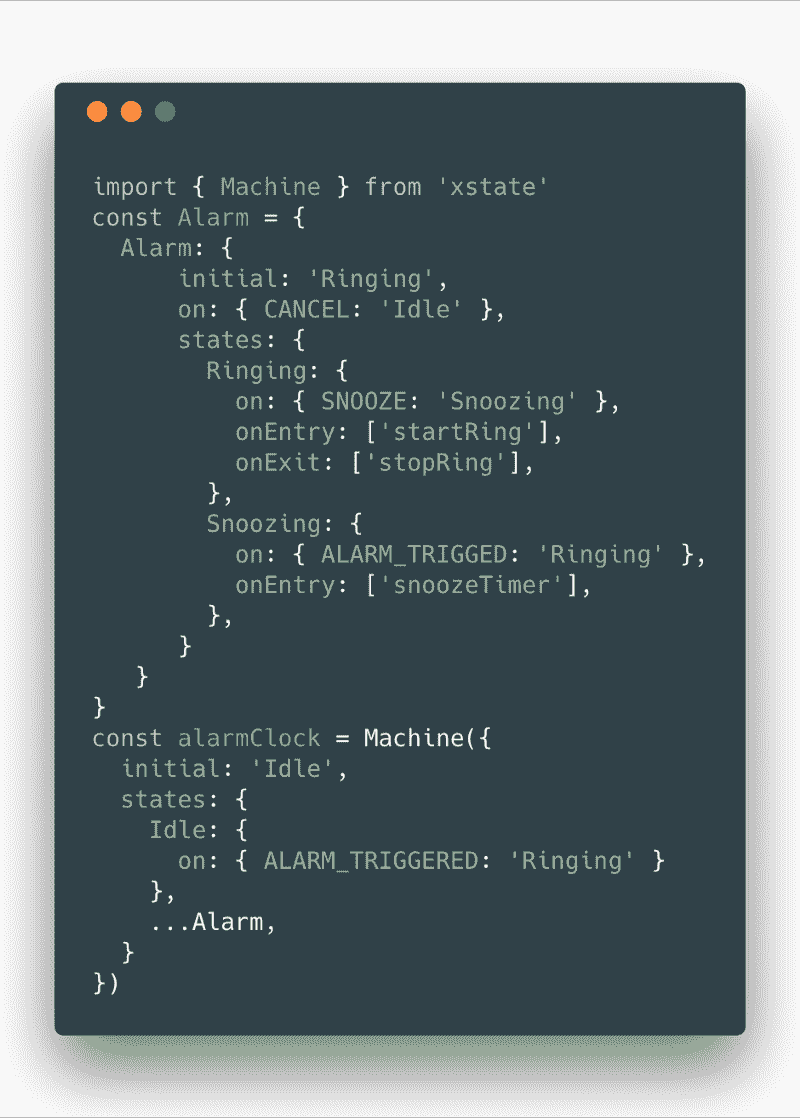 import { Machine } from 'xstate'
const Alarm = {
  Alarm: {
      initial: 'Ringing',
      on: { CANCEL: 'Idle' },
      states: {
        Ringing: {
          on: { SNOOZE: 'Snoozing' },
          onEntry: ['startRing'],
          onExit: ['stopRing'],
        },
        Snoozing: {
          on: { ALARM_TRIGGED: 'Ringing' },
          onEntry: ['snoozeTimer'],
        },
      }
   }
}
const alarmClock = Machine({
  initial: 'Idle',
  states: {
    Idle: {
      on: { ALARM_TRIGGERED: 'Ringing' }
    },
    ...Alarm,
  }
})